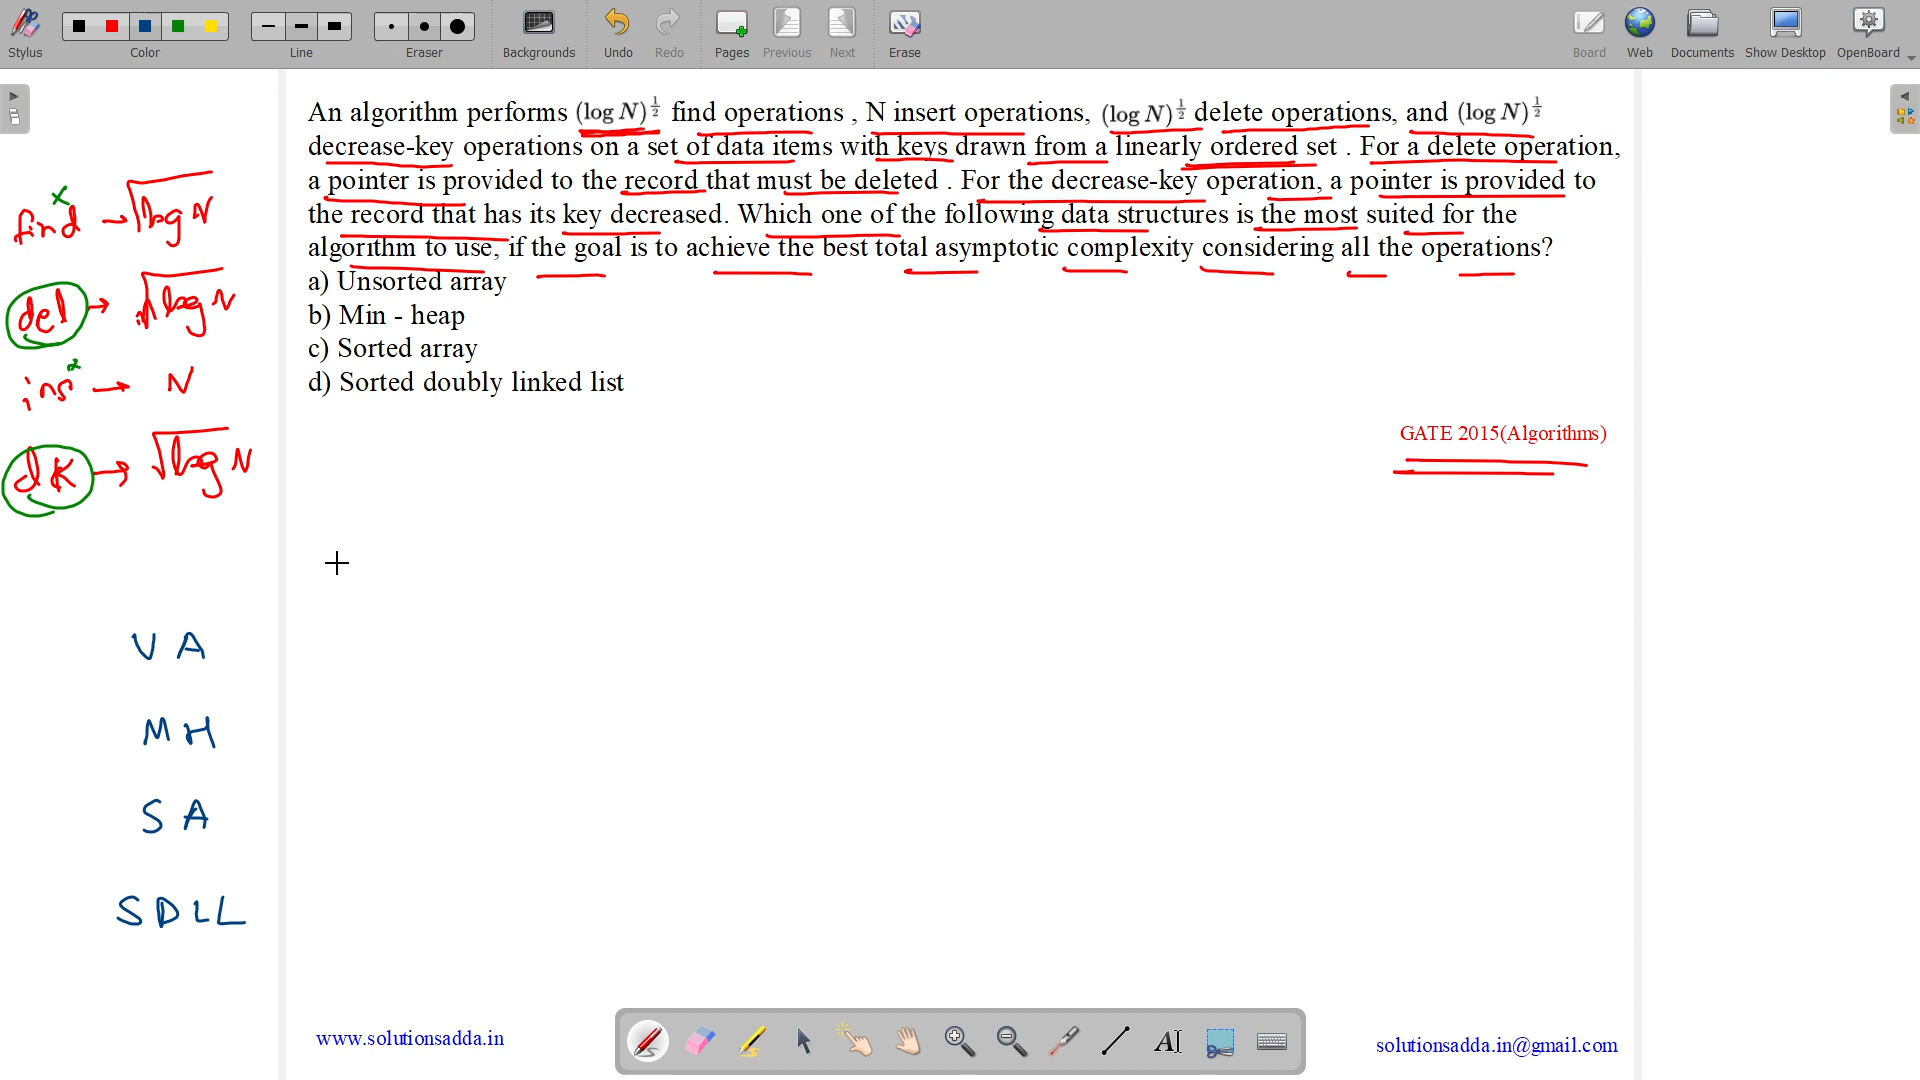 Stylus
Color
Line
Eraser
Backgrounds
Undo
Redo
Pages
Previous
Next
Erase
Board
Web
Documents
Show Desktop
OpenBoard
An algorithm performs (log N)^{1/2} find operations , N insert operations, (log N)^{1/2} delete operations, and (log N)^{1/2}
decrease-key operations on a set of data items with keys drawn from a linearly ordered set . For a delete operation,
a pointer is provided to the record that must be deleted . For the decrease-key operation, a pointer is provided to
the record that has its key decreased. Which one of the following data structures is the most suited for the
algorithm to use, if the goal is to achieve the best total asymptotic complexity considering all the operations?
a) Unsorted array
b) Min - heap
c) Sorted array
d) Sorted doubly linked list
GATE 2015(Algorithms)
x
find → √log N
del → √log N
x
ins → N
dK → √log N
U A
M H
S A
S D L L
www.solutionsadda.in
solutionsadda.in@gmail.com
AI